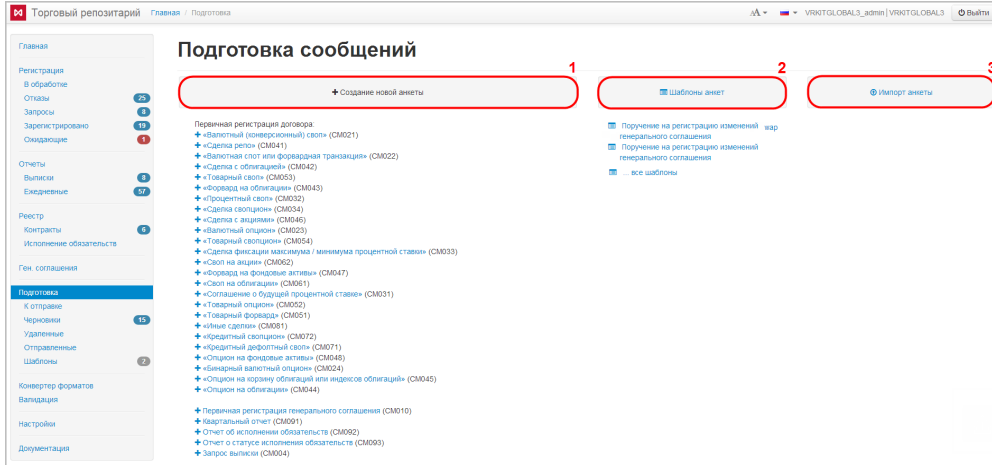 Торговый репозитарий Главная / Подготовка
AA VRKITGLOBAL3_admin | VRKITGLOBAL3 Выйти
Главная
Регистрация
В обработке
Отказы 25
Запросы 8
Зарегистрировано 19
Ожидающие 1
Отчеты
Выписки 8
Ежедневные 57
Реестр
Контракты 6
Исполнение обязательств
Ген. соглашения
Подготовка
К отправке
Черновики 15
Удаленные
Отправленные
Шаблоны 2
Конвертер форматов
Валидация
Настройки
Документация
Подготовка сообщений
1
+ Создание новой анкеты
2
Шаблоны анкет
3
Импорт анкеты
Первичная регистрация договора:
+ «Валютный (конверсионный) своп» (CM021)
+ «Сделка репо» (CM041)
+ «Валютная спот или форвардная транзакция» (CM022)
+ «Сделка с облигацией» (CM042)
+ «Товарный своп» (CM053)
+ «Форвард на облигации» (CM043)
+ «Процентный своп» (CM032)
+ «Сделка свопцион» (CM034)
+ «Сделка с акциями» (CM046)
+ «Валютный опцион» (CM023)
+ «Товарный свопцион» (CM054)
+ «Сделка фиксации максимума / минимума процентной ставки» (CM033)
+ «Своп на акции» (CM062)
+ «Форвард на фондовые активы» (CM047)
+ «Своп на облигации» (CM061)
+ «Соглашение о будущей процентной ставке» (CM031)
+ «Товарный опцион» (CM052)
+ «Товарный форвард» (CM051)
+ «Иные сделки» (CM081)
+ «Кредитный свопцион» (CM072)
+ «Кредитный дефолтный своп» (CM071)
+ «Опцион на фондовые активы» (CM048)
+ «Бинарный валютный опцион» (CM024)
+ «Опцион на корзину облигаций или индексов облигаций» (CM045)
+ «Опцион на облигации» (CM044)
+ Первичная регистрация генерального соглашения (CM010)
+ Квартальный отчет (CM091)
+ Отчет об исполнении обязательств (CM092)
+ Отчет о статусе исполнения обязательств (CM093)
+ Запрос выписки (CM004)
Поручение на регистрацию изменений wap
генерального соглашения
Поручение на регистрацию изменений
генерального соглашения
... все шаблоны